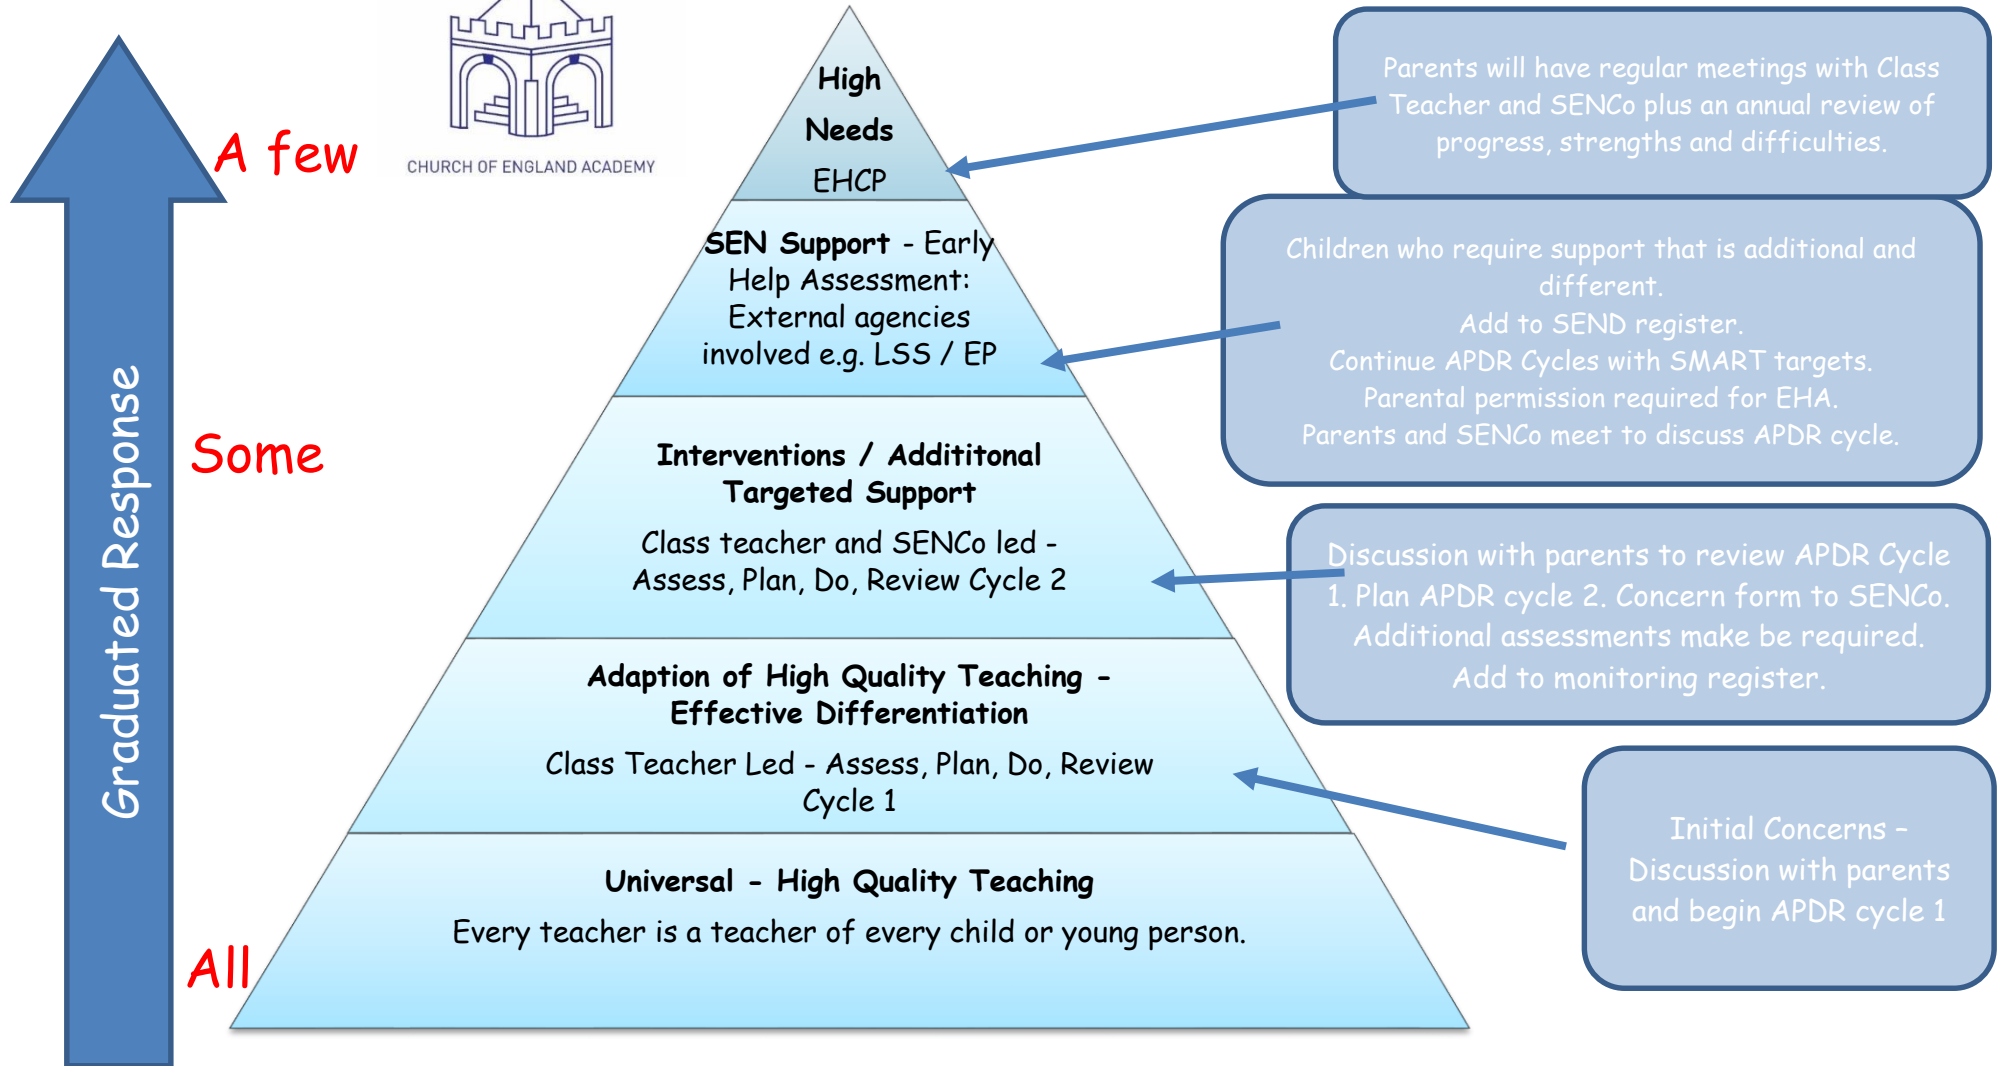 Graduated Response
A few
Some
All
CHURCH OF ENGLAND ACADEMY
High
Needs
EHCP
SEN Support - Early
Help Assessment:
External agencies
involved e.g. LSS / EP
Interventions / Addititonal
Targeted Support
Class teacher and SENCo led -
Assess, Plan, Do, Review Cycle 2
Adaption of High Quality Teaching -
Effective Differentiation
Class Teacher Led - Assess, Plan, Do, Review
Cycle 1
Universal - High Quality Teaching
Every teacher is a teacher of every child or young person.
Parents will have regular meetings with Class
Teacher and SENCo plus an annual review of
progress, strengths and difficulties.
Children who require support that is additional and
different.
Add to SEND register.
Continue APDR Cycles with SMART targets.
Parental permission required for EHA.
Parents and SENCo meet to discuss APDR cycle.
Discussion with parents to review APDR Cycle
1. Plan APDR cycle 2. Concern form to SENCo.
Additional assessments make be required.
Add to monitoring register.
Initial Concerns –
Discussion with parents
and begin APDR cycle 1